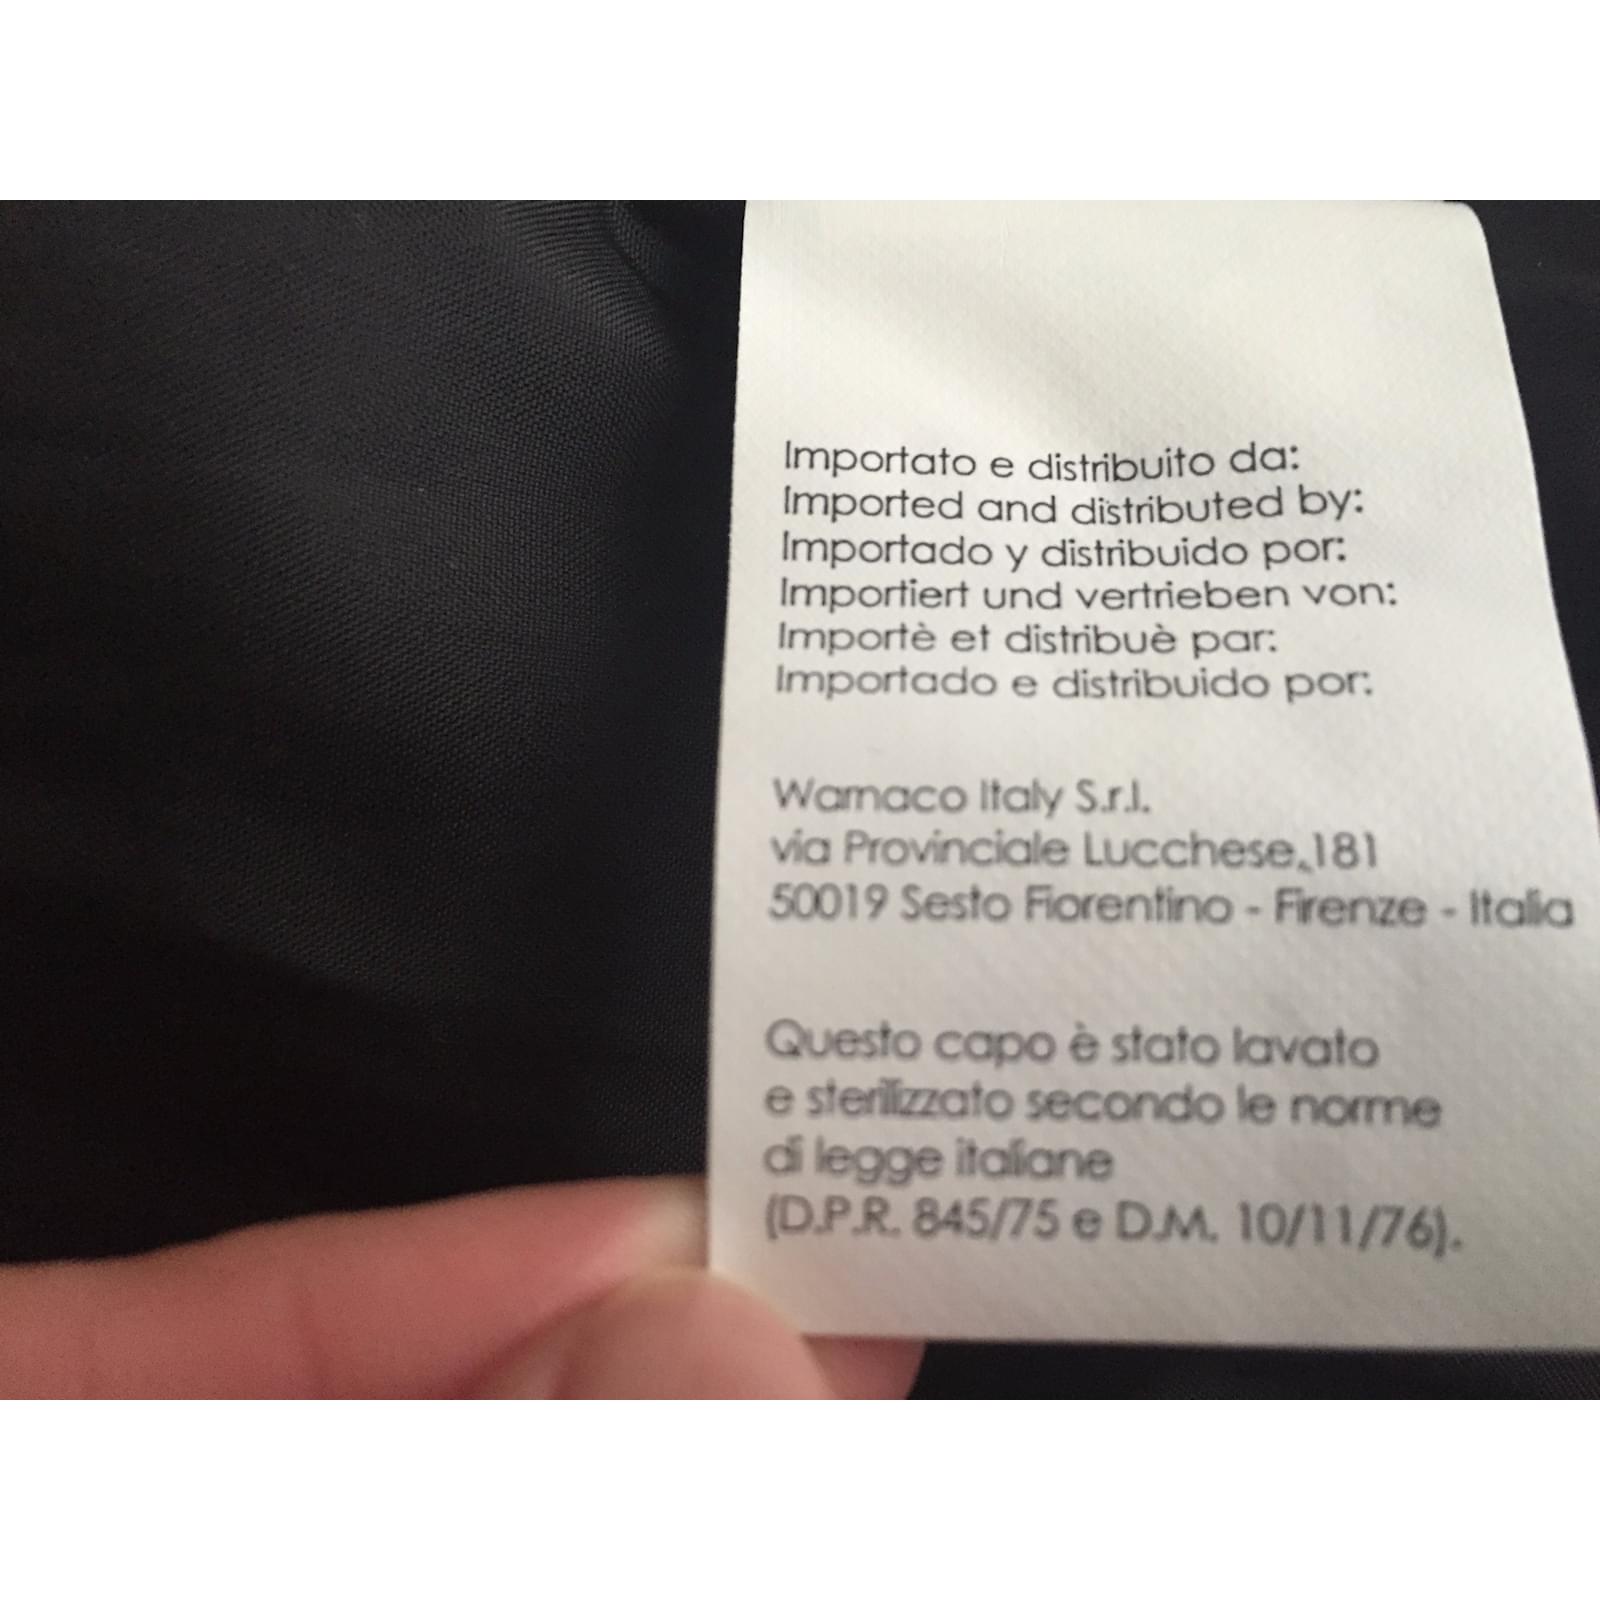 Importato e distribuito da:
Imported and distributed by:
Importado y distribuido por:
Importiert und vertrieben von:
Importè et distribuè par:
Importado e distribuido por:
Warnaco Italy S.r.l.
via Provinciale Lucchese,181
50019 Sesto Fiorentino - Firenze - Italia
Questo capo è stato lavato
e sterilizzato secondo le norme
di legge italiane
(D.P.R. 845/75 e D.M. 10/11/76).